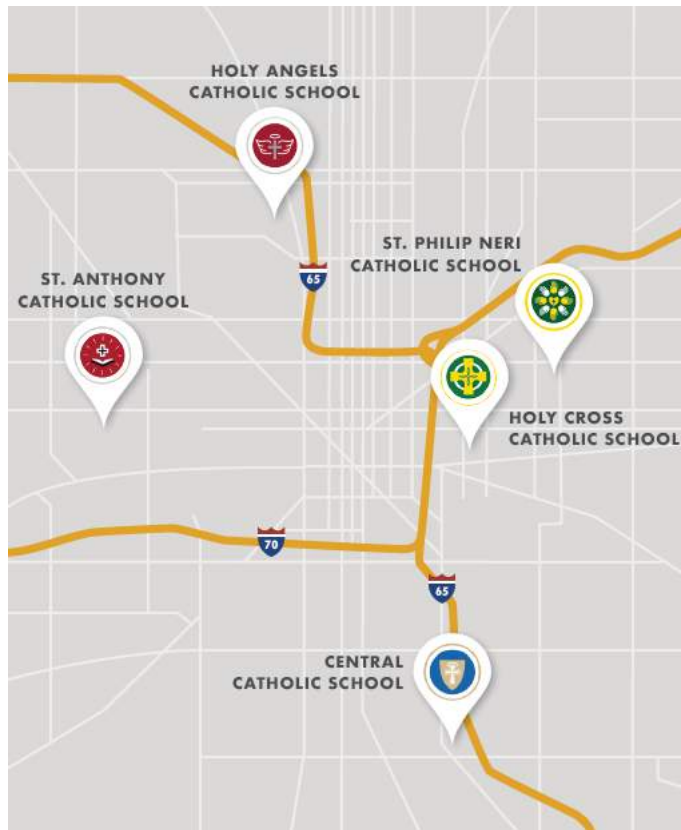 HOLY ANGELS
CATHOLIC SCHOOL
ST. PHILIP NERI
CATHOLIC SCHOOL
65
ST. ANTHONY
CATHOLIC SCHOOL
HOLY CROSS
CATHOLIC SCHOOL
70
65
CENTRAL
CATHOLIC SCHOOL